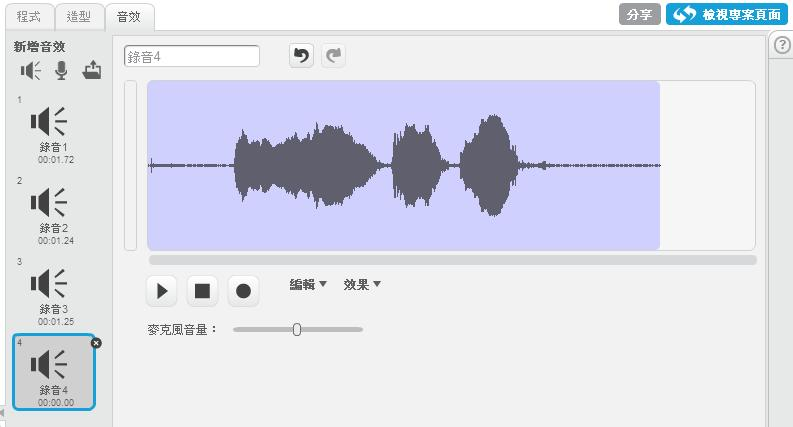 程式 造型 音效
分享 檢視專案頁面
新增音效
錄音4
?
1
錄音1
00:01.72
2
錄音2
00:01.24
3
錄音3
00:01.25
4
錄音4
00:00.00
編輯 效果
麥克風音量：